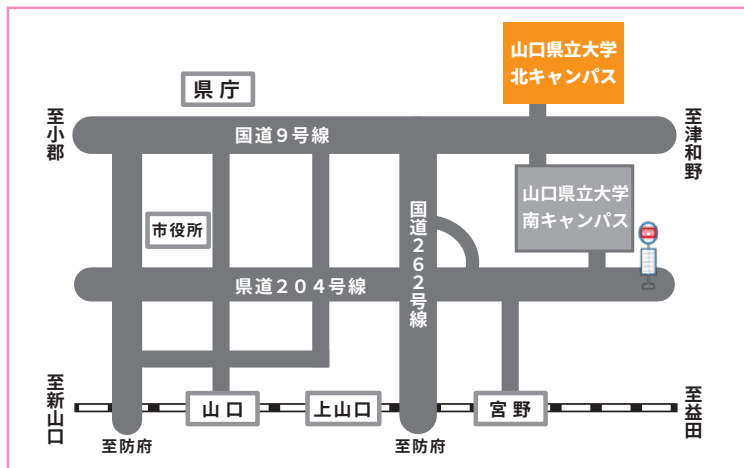 山口県立大学
北キャンパス
県庁
至小郡
国道9号線
至津和野
山口県立大学
南キャンパス
市役所
国道262号線
県道204号線
至新山口
山口
上山口
宮野
至益田
至防府
至防府